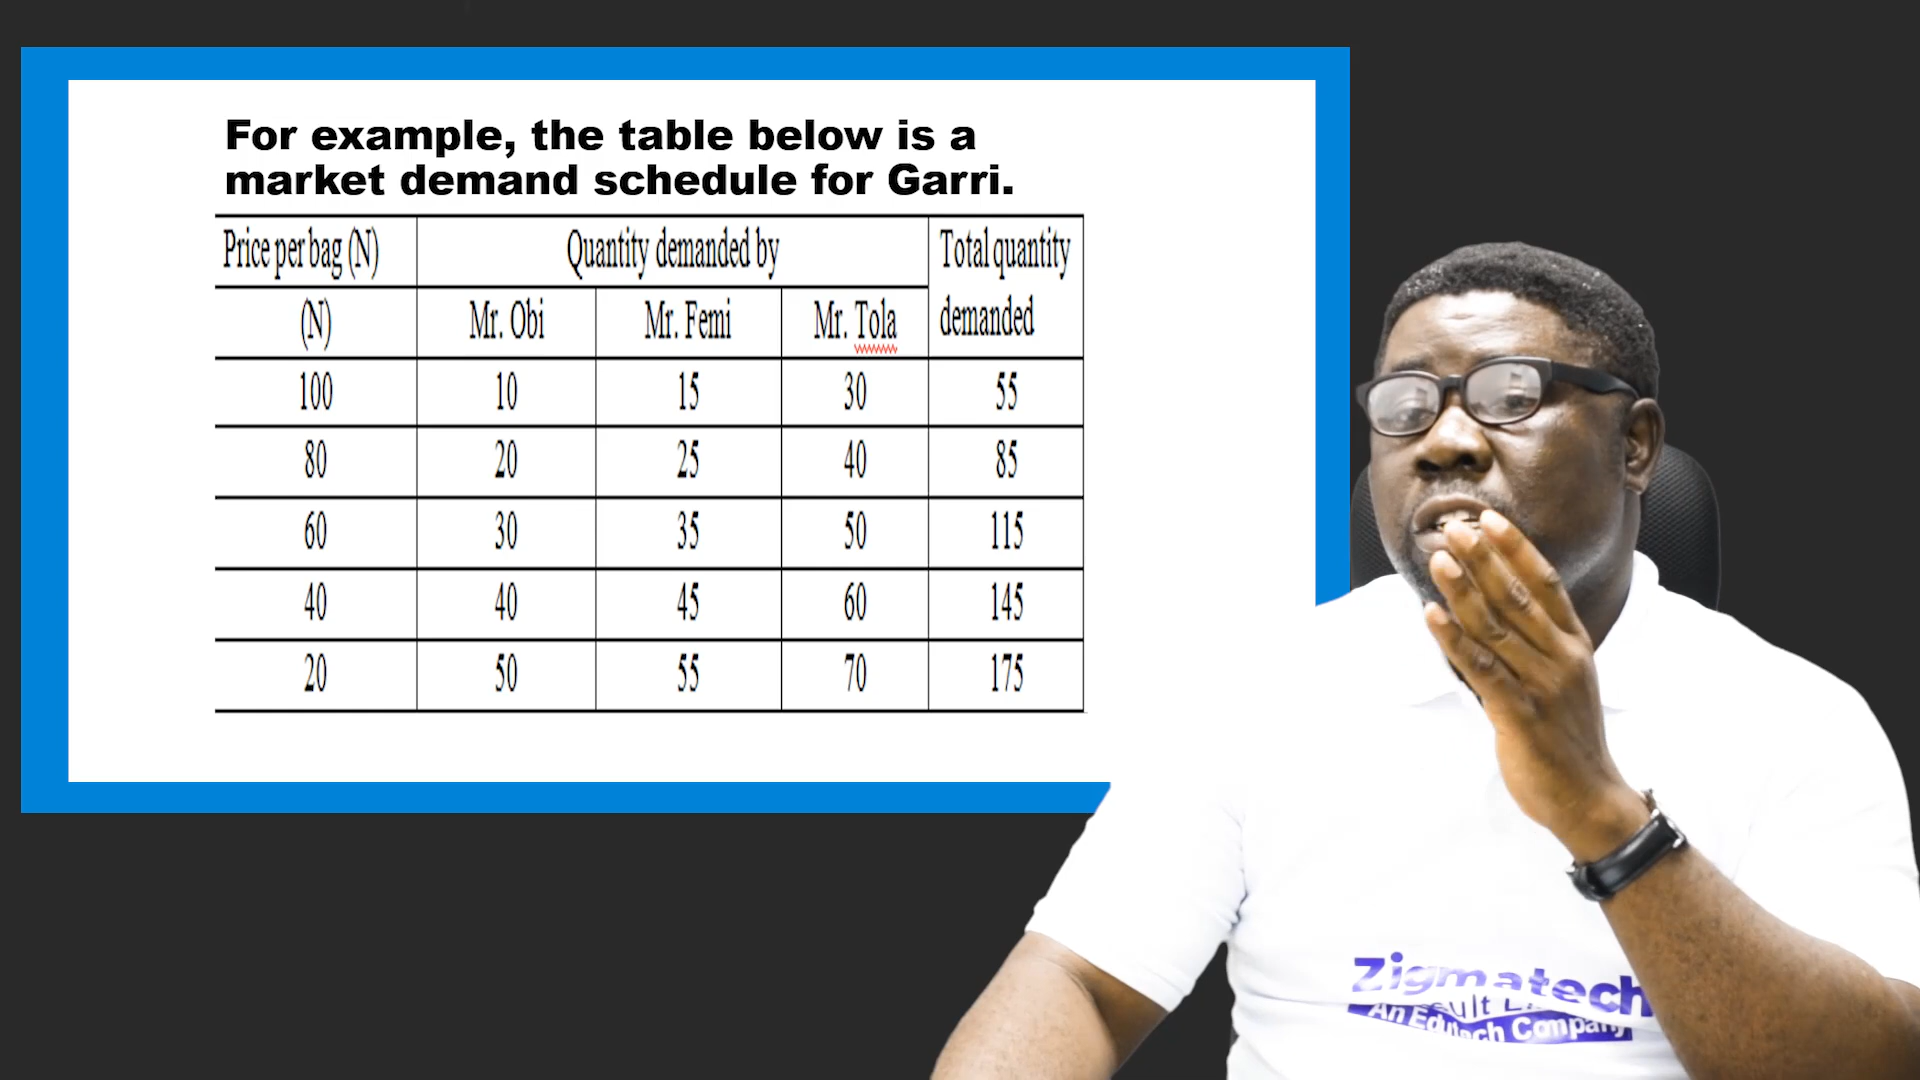 For example, the table below is a
market demand schedule for Garri.
Price per bag (N) Quantity demanded by Total quantity demanded
(N) Mr. Obi Mr. Femi Mr. Tola
100 10 15 30 55
80 20 25 40 85
60 30 35 50 115
40 40 45 60 145
20 50 55 70 175
Zigmatech
An Edutech Company